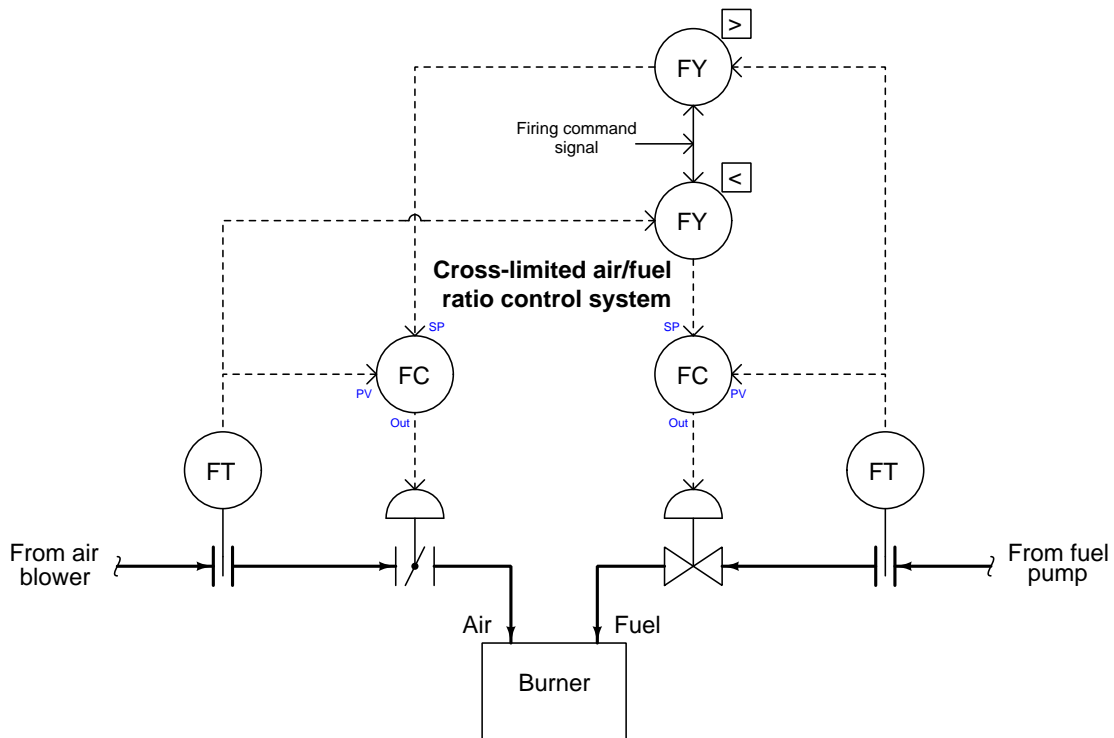 >
FY
Firing command
signal
<
FY
Cross-limited air/fuel
ratio control system
SP
SP
FC
FC
PV
PV
Out
Out
FT
FT
From air
blower
From fuel
pump
Air
Fuel
Burner